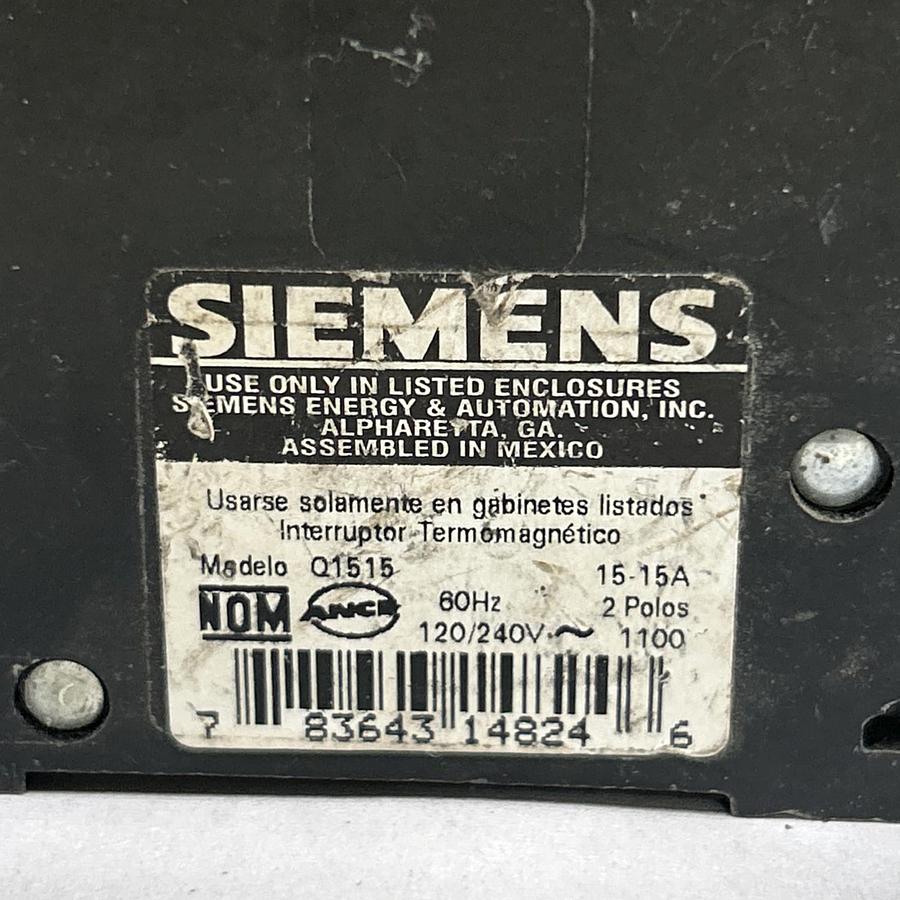 SIEMENS
USE ONLY IN LISTED ENCLOSURES
SIEMENS ENERGY & AUTOMATION, INC.
ALPHARETTA, GA.
ASSEMBLED IN MEXICO
Usarse solamente en gabinetes listados
Interruptor Termomagnético
Modelo Q1515 15-15A
NOM ANCE 60Hz 2 Polos
120/240V~ 1100
7 83643 14824 6